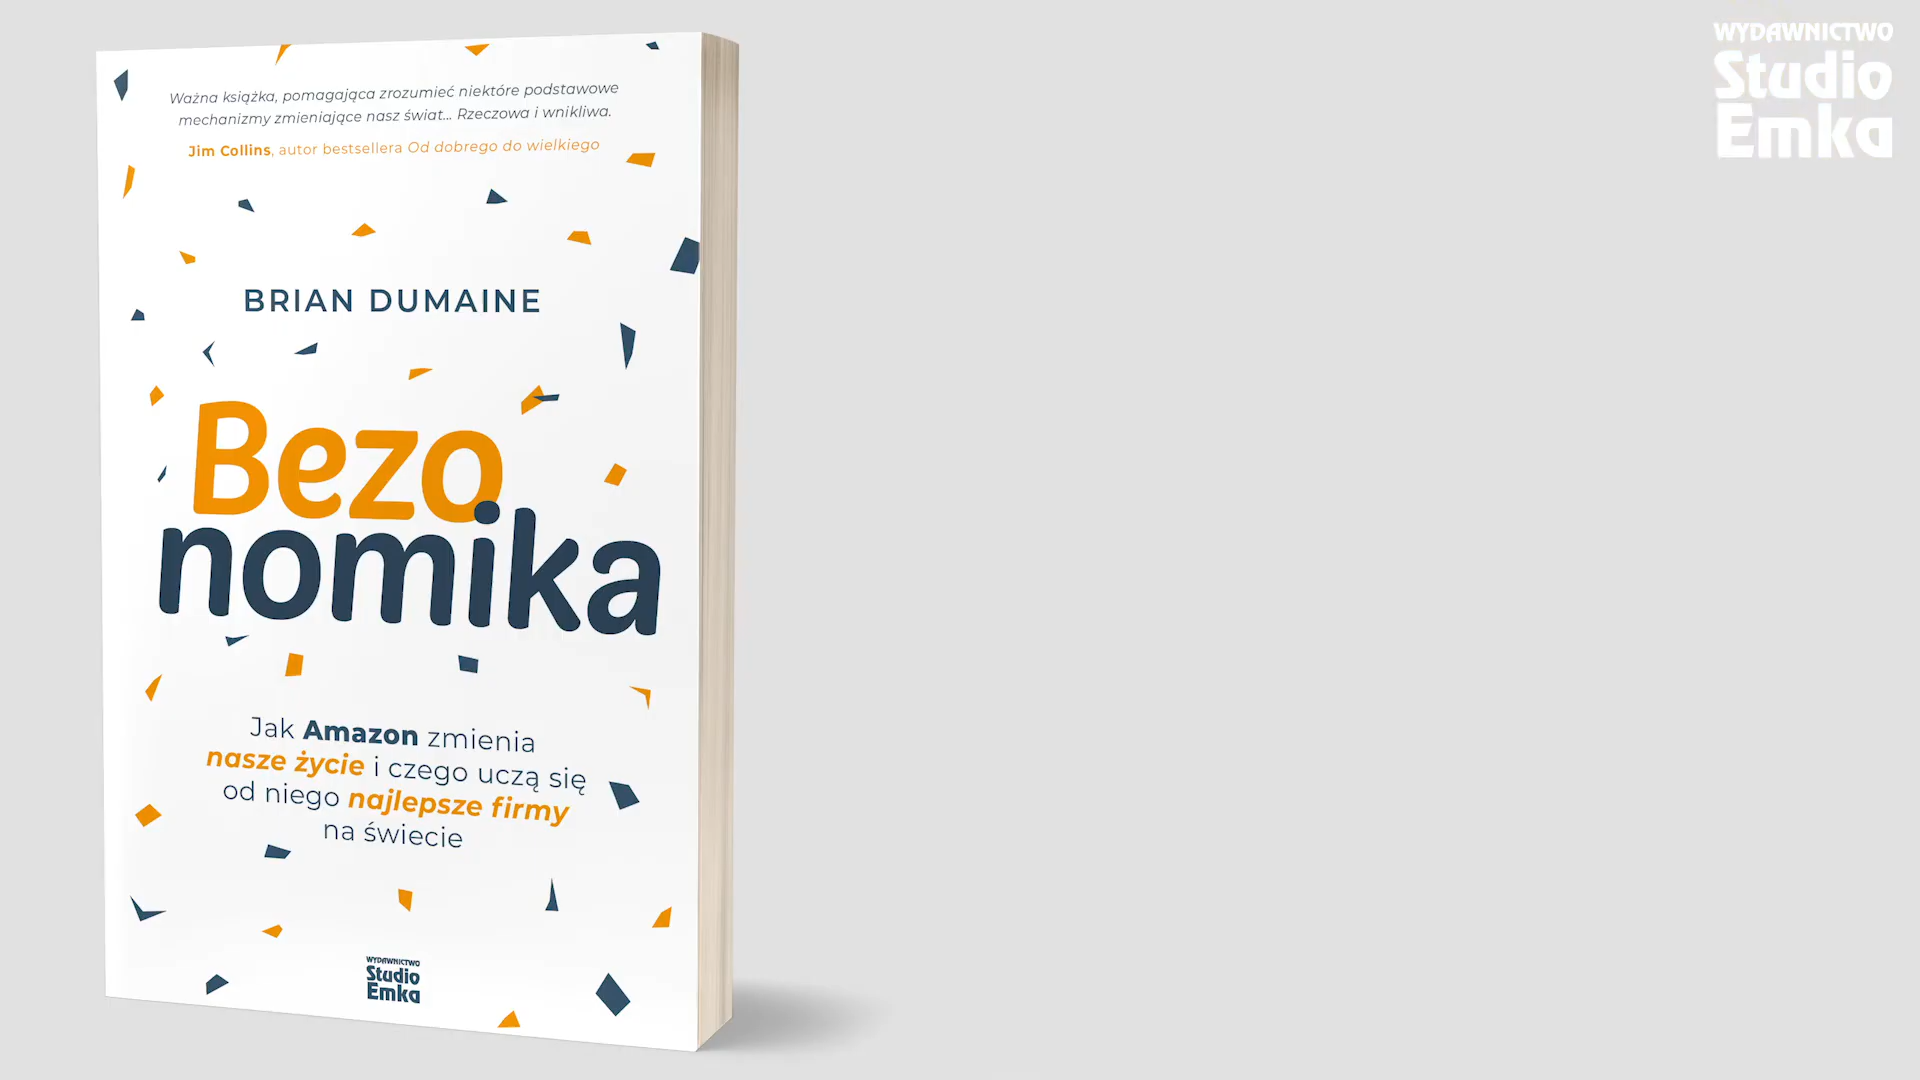 Ważna książka, pomagająca zrozumieć niektóre podstawowe
mechanizmy zmieniające nasz świat... Rzeczowa i wnikliwa.
Jim Collins, autor bestsellera Od dobrego do wielkiego
BRIAN DUMAINE
Bezo
nomika
Jak Amazon zmienia
nasze życie i czego uczą się
od niego najlepsze firmy
na świecie
WYDAWNICTWO
Studio
Emka
WYDAWNICTWO
Studio
Emka